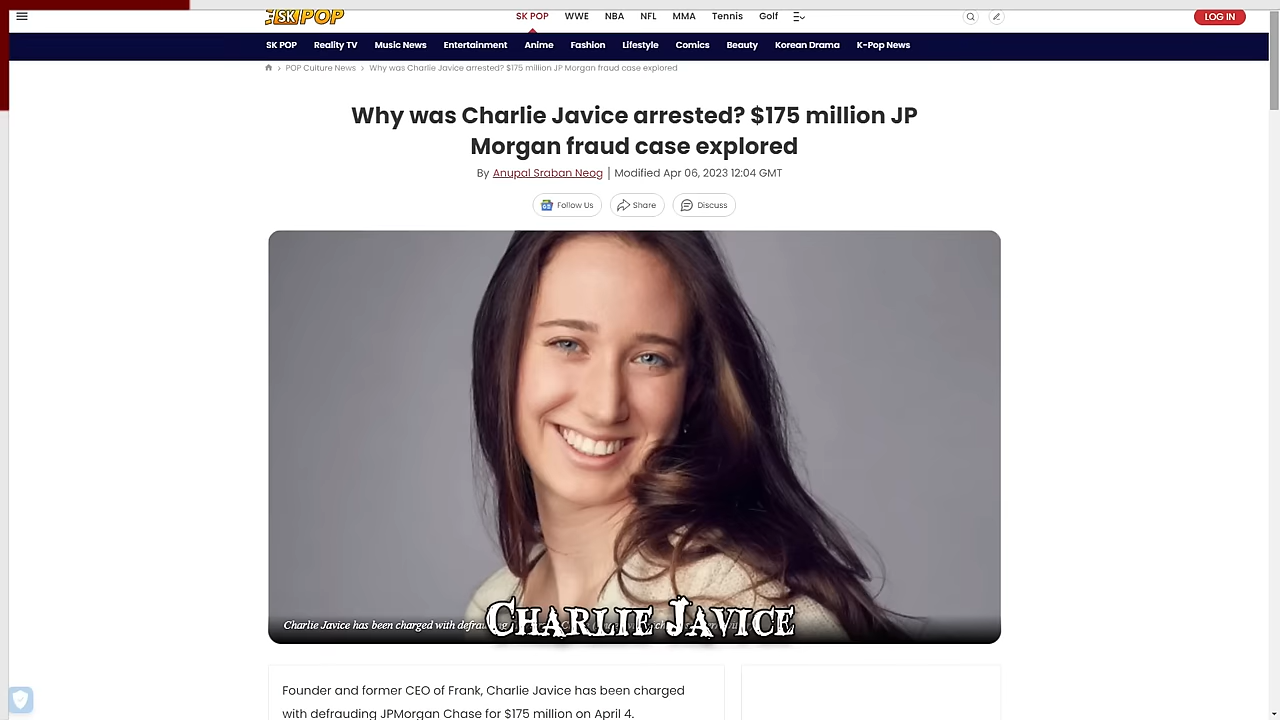 SK POP
SK POP WWE NBA NFL MMA Tennis Golf
LOG IN
SK POP Reality TV Music News Entertainment Anime Fashion Lifestyle Comics Beauty Korean Drama K-Pop News
POP Culture News Why was Charlie Javice arrested? $175 million JP Morgan fraud case explored
Why was Charlie Javice arrested? $175 million JP
Morgan fraud case explored
By Anupal Sraban Neog | Modified Apr 06, 2023 12:04 GMT
Follow Us Share Discuss
Charlie Javice has been charged with
Charlie Javice
Founder and former CEO of Frank, Charlie Javice has been charged
with defrauding JPMorgan Chase for $175 million on April 4.